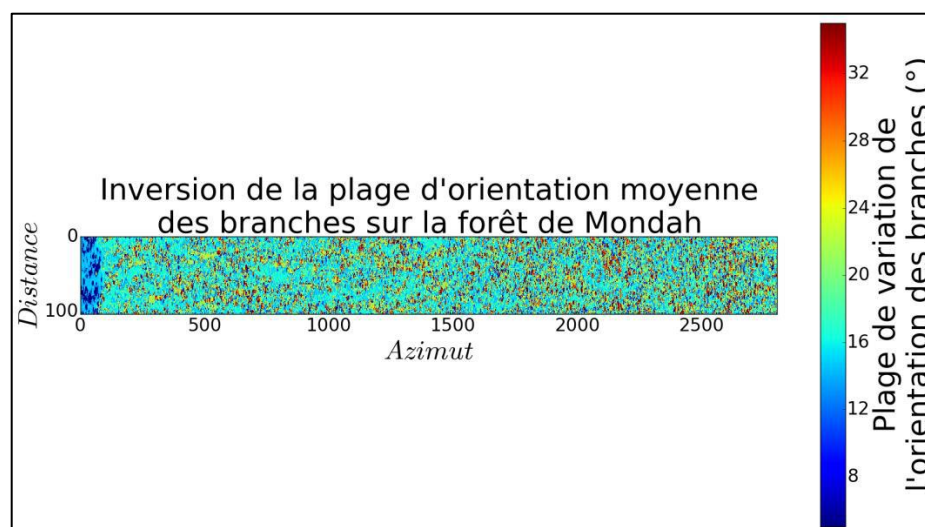 Inversion de la plage d'orientation moyenne
des branches sur la forêt de Mondah
Distance
0
100
0 500 1000 1500 2000 2500
Azimut
32
28
24
20
16
12
8
Plage de variation de
l'orientation des branches (°)